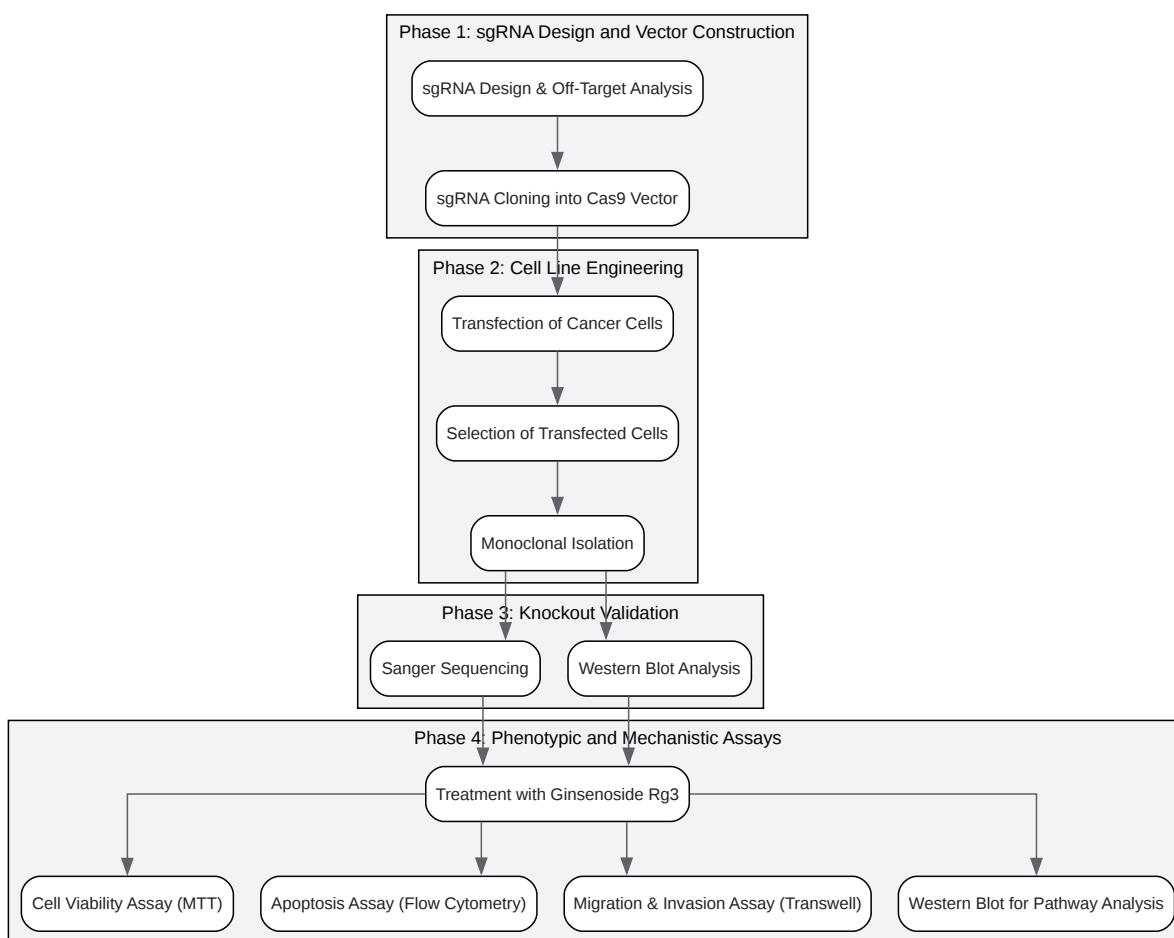 Phase 1: sgRNA Design and Vector Construction
sgRNA Design & Off-Target Analysis
sgRNA Cloning into Cas9 Vector
Phase 2: Cell Line Engineering
Transfection of Cancer Cells
Selection of Transfected Cells
Monoclonal Isolation
Phase 3: Knockout Validation
Sanger Sequencing
Western Blot Analysis
Phase 4: Phenotypic and Mechanistic Assays
Treatment with Ginsenoside Rg3
Cell Viability Assay (MTT)
Apoptosis Assay (Flow Cytometry)
Migration & Invasion Assay (Transwell)
Western Blot for Pathway Analysis